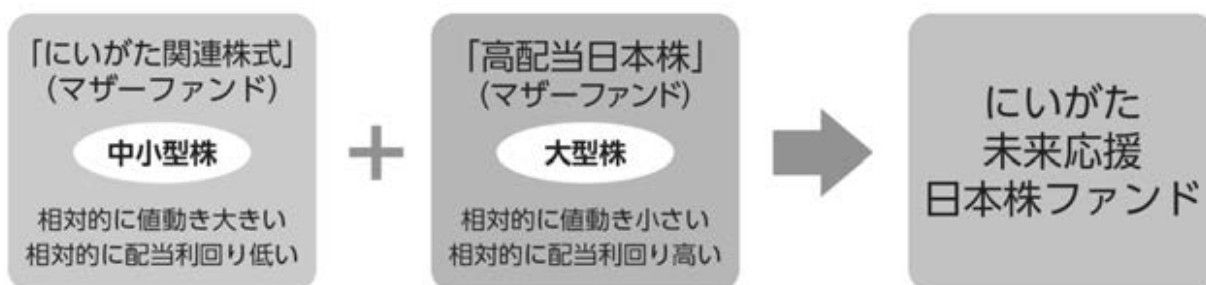 「にいがた関連株式」
(マザーファンド)
中小型株
相対的に値動き大きい
相対的に配当利回り低い
+
「高配当日本株」
(マザーファンド)
大型株
相対的に値動き小さい
相対的に配当利回り高い
にいがた
未来応援
日本株ファンド